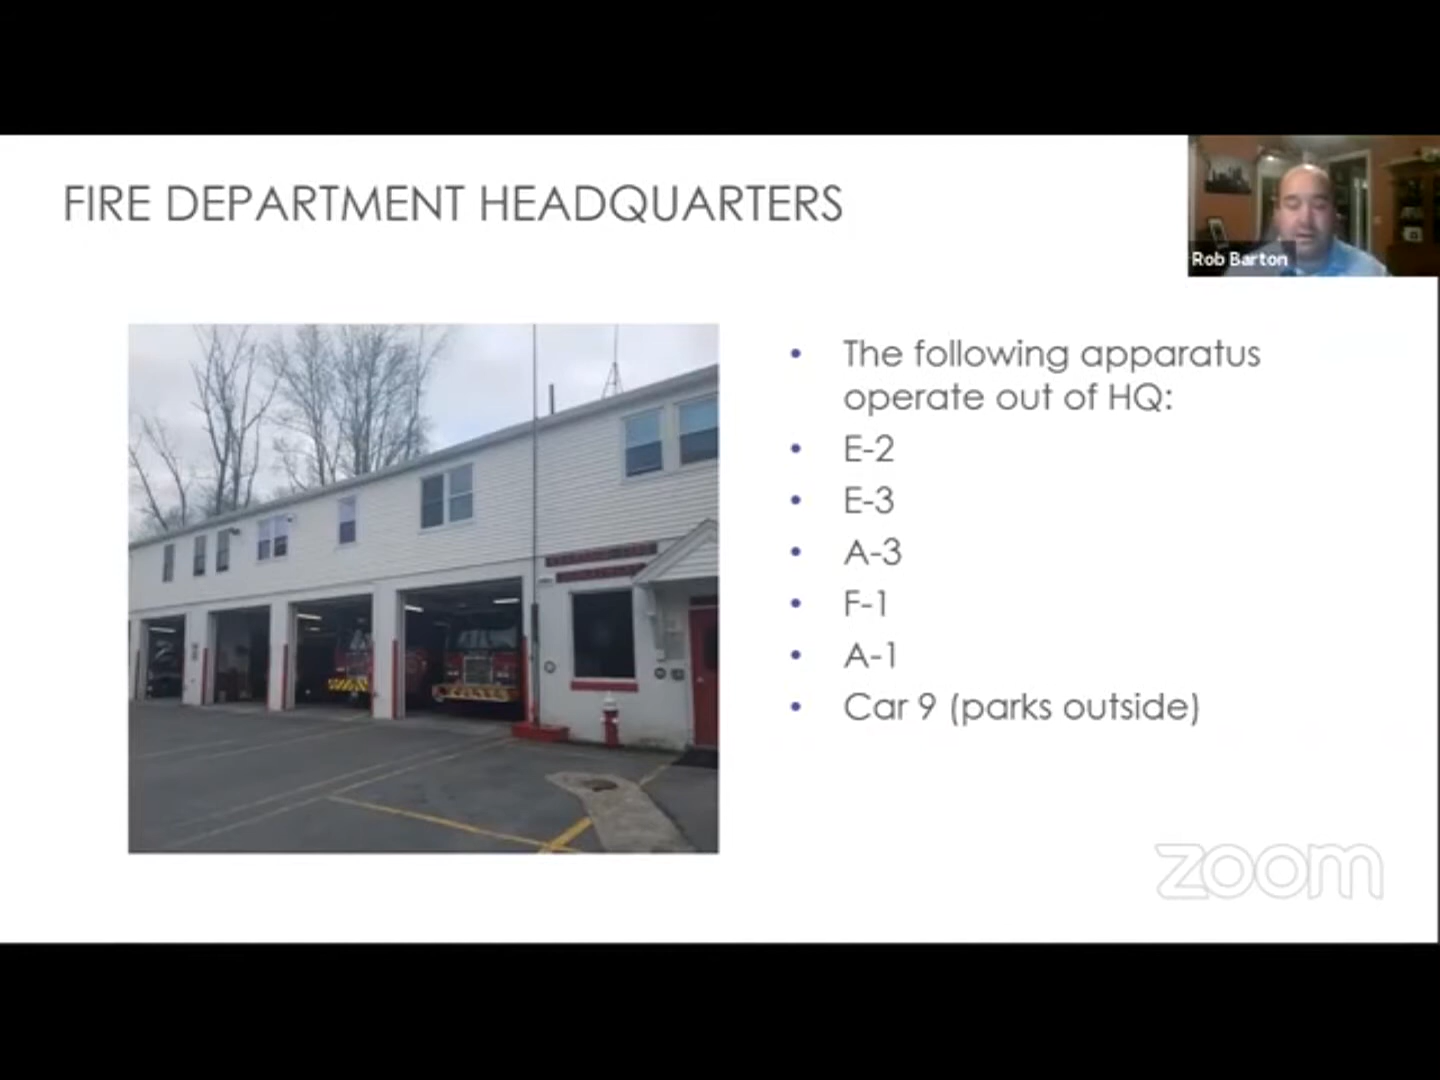 FIRE DEPARTMENT HEADQUARTERS
Rob Barton
• The following apparatus
operate out of HQ:
• E-2
• E-3
• A-3
• F-1
• A-1
• Car 9 (parks outside)
zoom